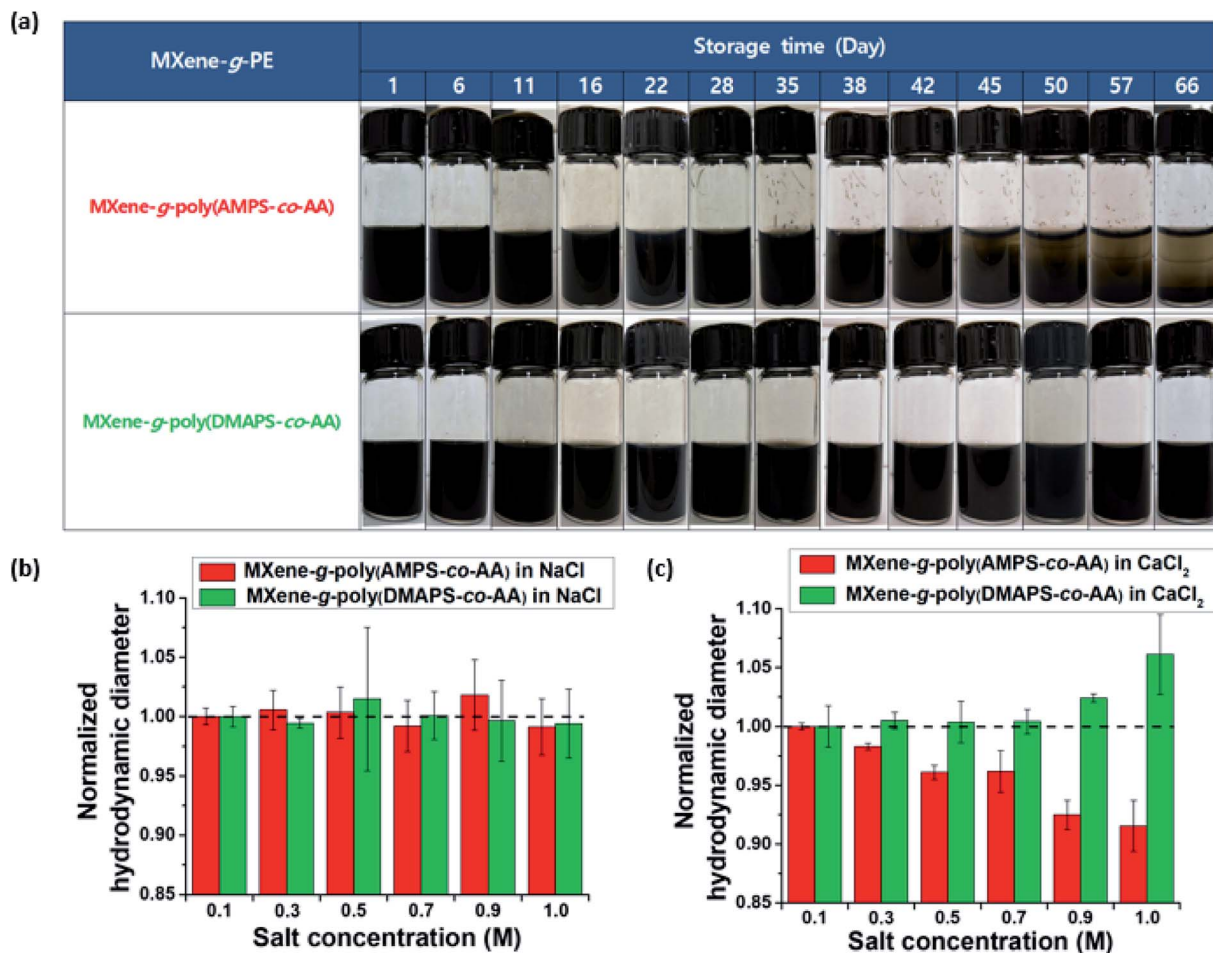 (a)
MXene-g-PE
Storage time (Day)
1 6 11 16 22 28 35 38 42 45 50 57 66
MXene-g-poly(AMPS-co-AA)
MXene-g-poly(DMAPS-co-AA)
(b)
MXene-g-poly(AMPS-co-AA) in NaCl
MXene-g-poly(DMAPS-co-AA) in NaCl
Normalized
hydrodynamic diameter
1.10
1.05
1.00
0.95
0.90
0.85
0.1 0.3 0.5 0.7 0.9 1.0
Salt concentration (M)
(c)
MXene-g-poly(AMPS-co-AA) in CaCl₂
MXene-g-poly(DMAPS-co-AA) in CaCl₂
Normalized
hydrodynamic diameter
1.10
1.05
1.00
0.95
0.90
0.85
0.1 0.3 0.5 0.7 0.9 1.0
Salt concentration (M)